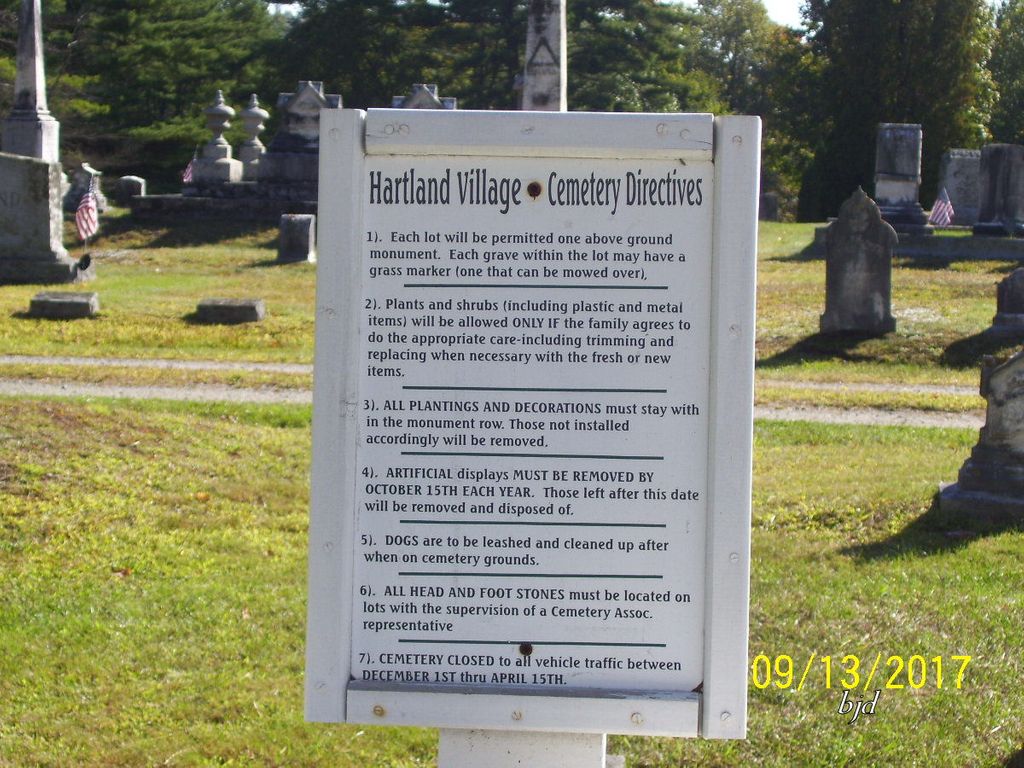 Hartland Village Cemetery Directives
1). Each lot will be permitted one above ground
monument. Each grave within the lot may have a
grass marker (one that can be mowed over).
2). Plants and shrubs (including plastic and metal
items) will be allowed ONLY IF the family agrees to
do the appropriate care-including trimming and
replacing when necessary with the fresh or new
items.
3). ALL PLANTINGS AND DECORATIONS must stay with
in the monument row. Those not installed
accordingly will be removed.
4). ARTIFICIAL displays MUST BE REMOVED BY
OCTOBER 15TH EACH YEAR. Those left after this date
will be removed and disposed of.
5). DOGS are to be leashed and cleaned up after
when on cemetery grounds.
6). ALL HEAD AND FOOT STONES must be located on
lots with the supervision of a Cemetery Assoc.
representative
7). CEMETERY CLOSED to all vehicle traffic between
DECEMBER 1ST thru APRIL 15TH.
09/13/2017
bjd